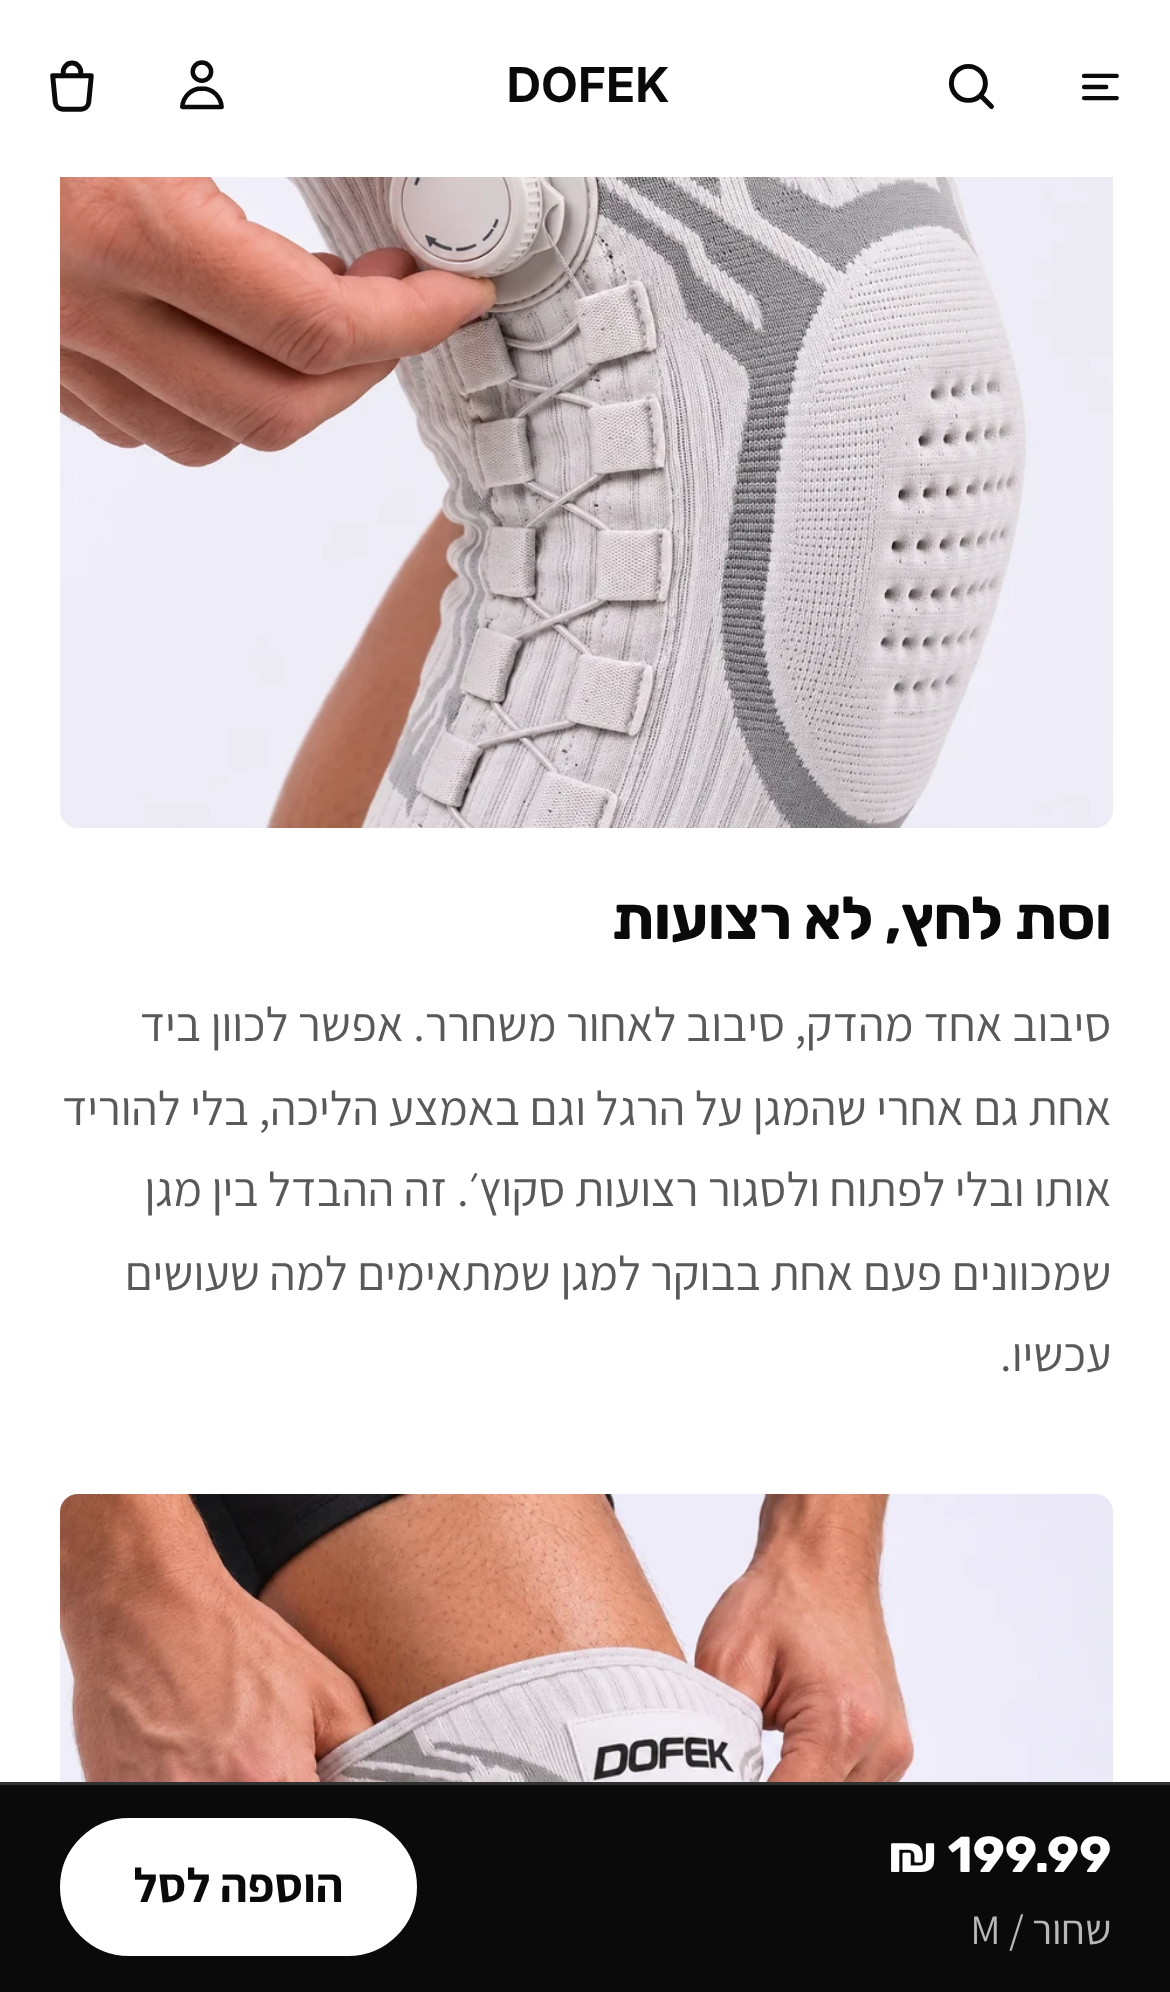 DOFEK
וסת לחץ, לא רצועות
סיבוב אחד מהדק, סיבוב לאחור משחרר. אפשר לכוון ביד
אחת גם אחרי שהמגן על הרגל וגם באמצע הליכה, בלי להוריד
אותו ובלי לפתוח ולסגור רצועות סקוץ׳. זה ההבדל בין מגן
שמכוונים פעם אחת בבוקר למגן שמתאימים למה שעושים
עכשיו.
DOFEK
199.99 ₪
שחור / M
הוספה לסל